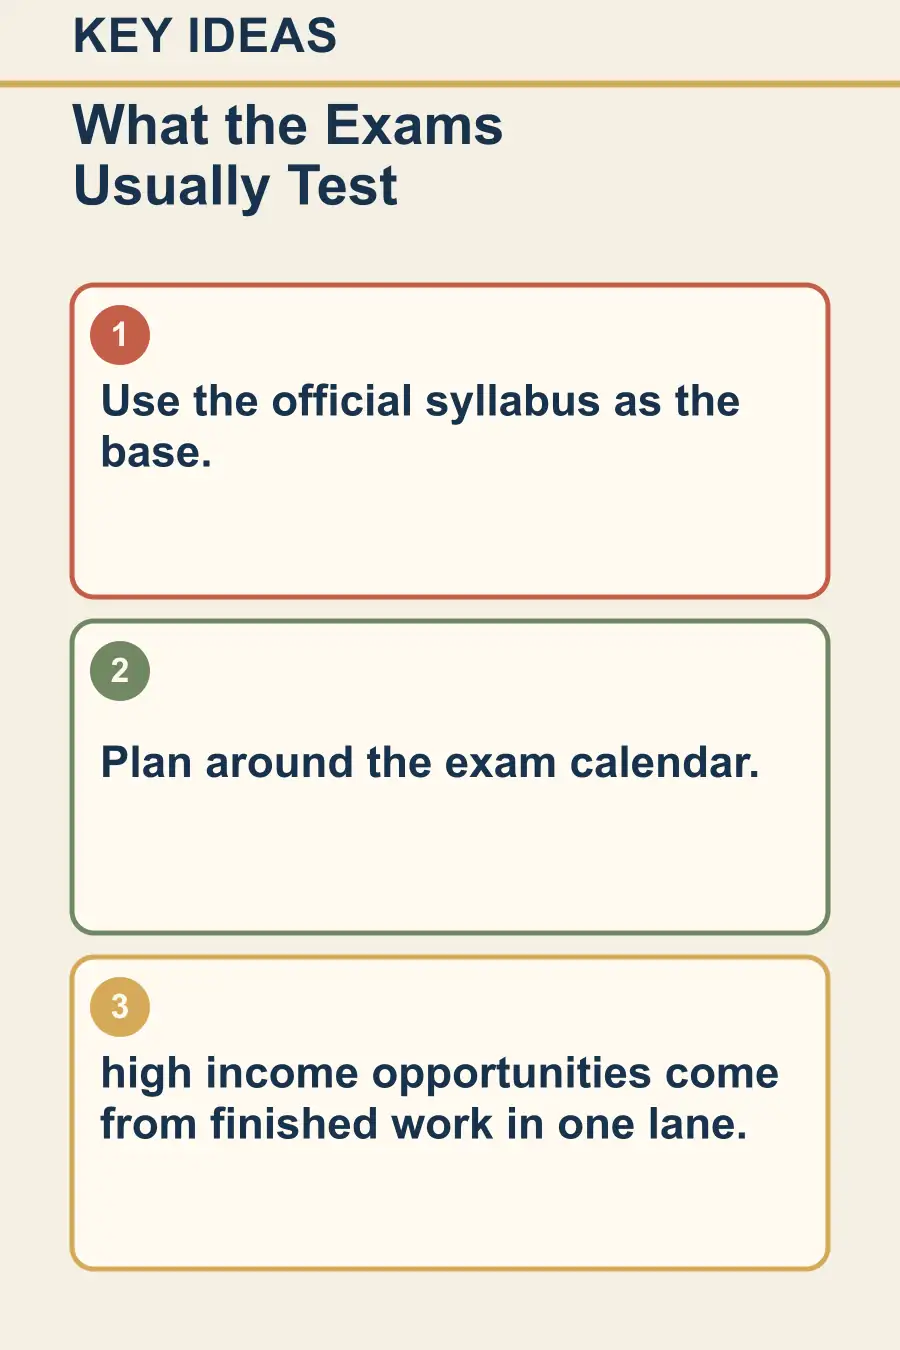 KEY IDEAS
What the Exams
Usually Test
1
Use the official syllabus as the
base.
2
Plan around the exam calendar.
3
high income opportunities come
from finished work in one lane.